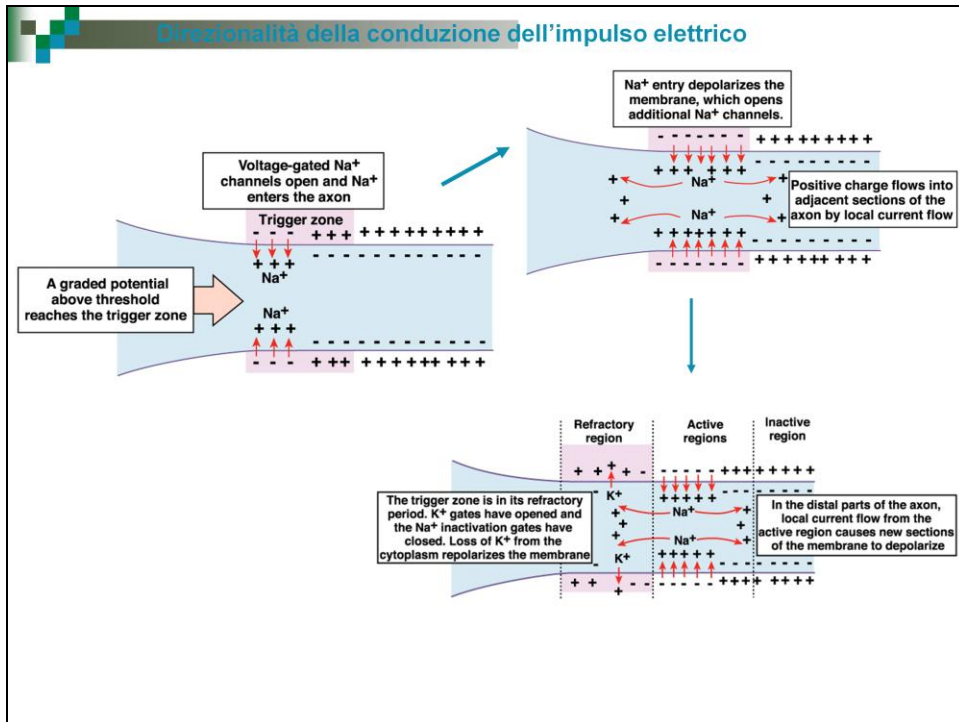 Direzionalità della conduzione dell'impulso elettrico
Voltage-gated Na+
channels open and Na+
enters the axon
Trigger zone
- - - + + + + + + + + + + + +
- - - - - - - - - - -
+ + +
Na+
A graded potential
above threshold
reaches the trigger zone
Na+
+ + +
- - - - - - - - - - -
- - - + ++ + + + +++ + + +
Na+ entry depolarizes the
membrane, which opens
additional Na+ channels.
- - - - - - - + + + + + + + + +
+ + + + + + - - - - - - - -
Na+
+ +
+ +
Na+
+ +
Positive charge flows into
adjacent sections of the
axon by local current flow
+ + +++ + + - - - - - - - -
- - - - - - - + + + + ++ + + +
Refractory
region
Active
regions
Inactive
region
+ + + + - - - - - - +++ + + + + +
K+
+++++
Na+
The trigger zone is in its refractory
period. K+ gates have opened and
the Na+ inactivation gates have
closed. Loss of K+ from the
cytoplasm repolarizes the membrane
+
+
+
+
Na+
K+
++++ +
In the distal parts of the axon,
local current flow from the
active region causes new sections
of the membrane to depolarize
+ + + - - - - - - - ++++ + + + +